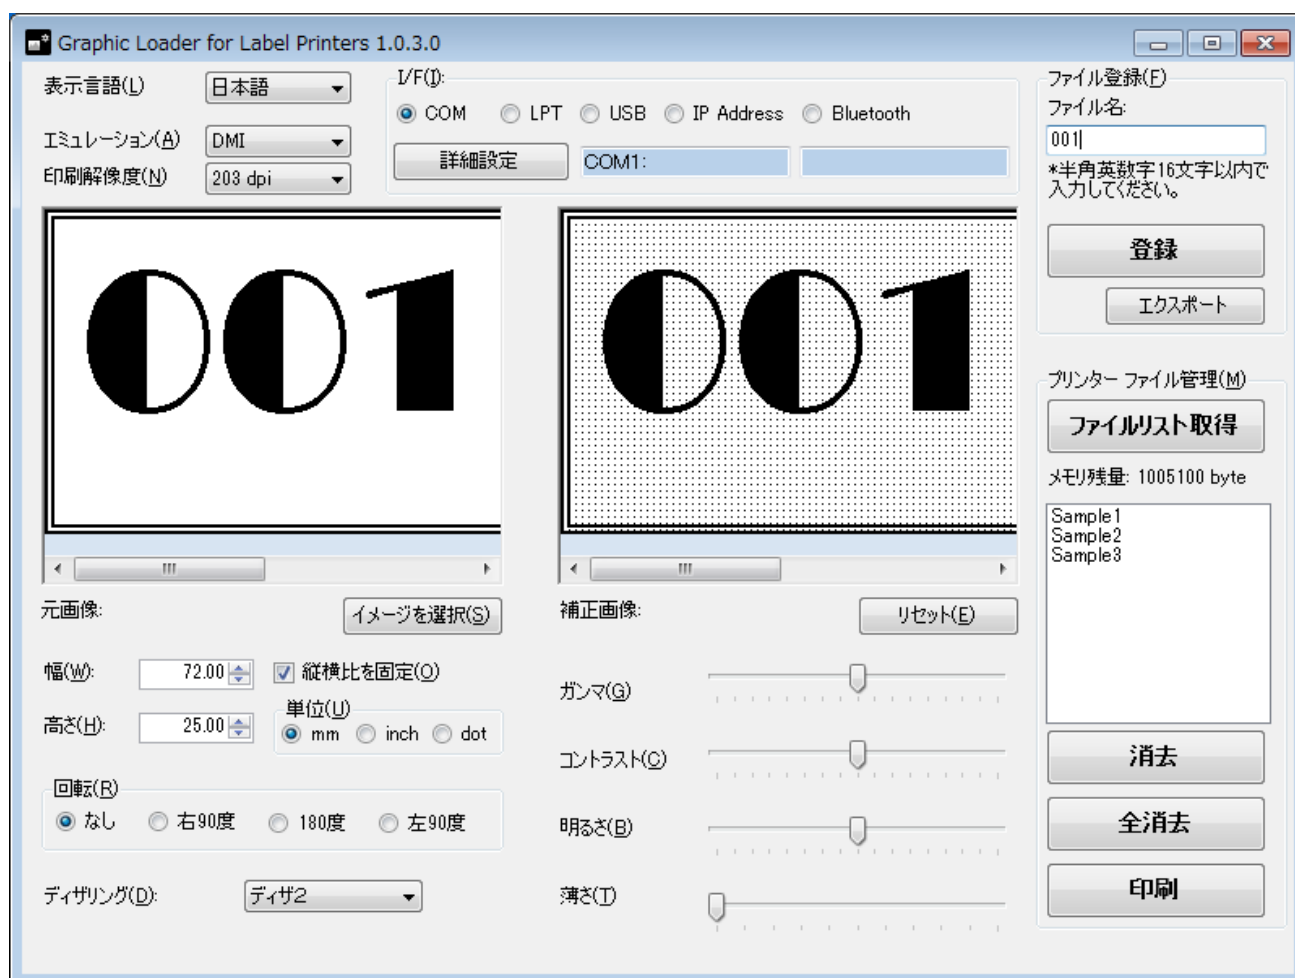 Graphic Loader for Label Printers 1.0.3.0
表示言語(L)
日本語
エミュレーション(A)
DMI
印刷解像度(N)
203 dpi
I/F(I):
COM
LPT
USB
IP Address
Bluetooth
詳細設定
COM1:
ファイル登録(F)
ファイル名:
001
*半角英数字16文字以内で
入力してください。
登録
エクスポート
001
001
元画像:
イメージを選択(S)
補正画像:
リセット(E)
幅(W):
72.00
縦横比を固定(O)
高さ(H):
25.00
単位(U)
mm
inch
dot
回転(R)
なし
右90度
180度
左90度
ディザリング(D):
ディザ2
ガンマ(G)
コントラスト(C)
明るさ(B)
薄さ(T)
プリンター ファイル管理(M)
ファイルリスト取得
メモリ残量: 1005100 byte
Sample1
Sample2
Sample3
消去
全消去
印刷